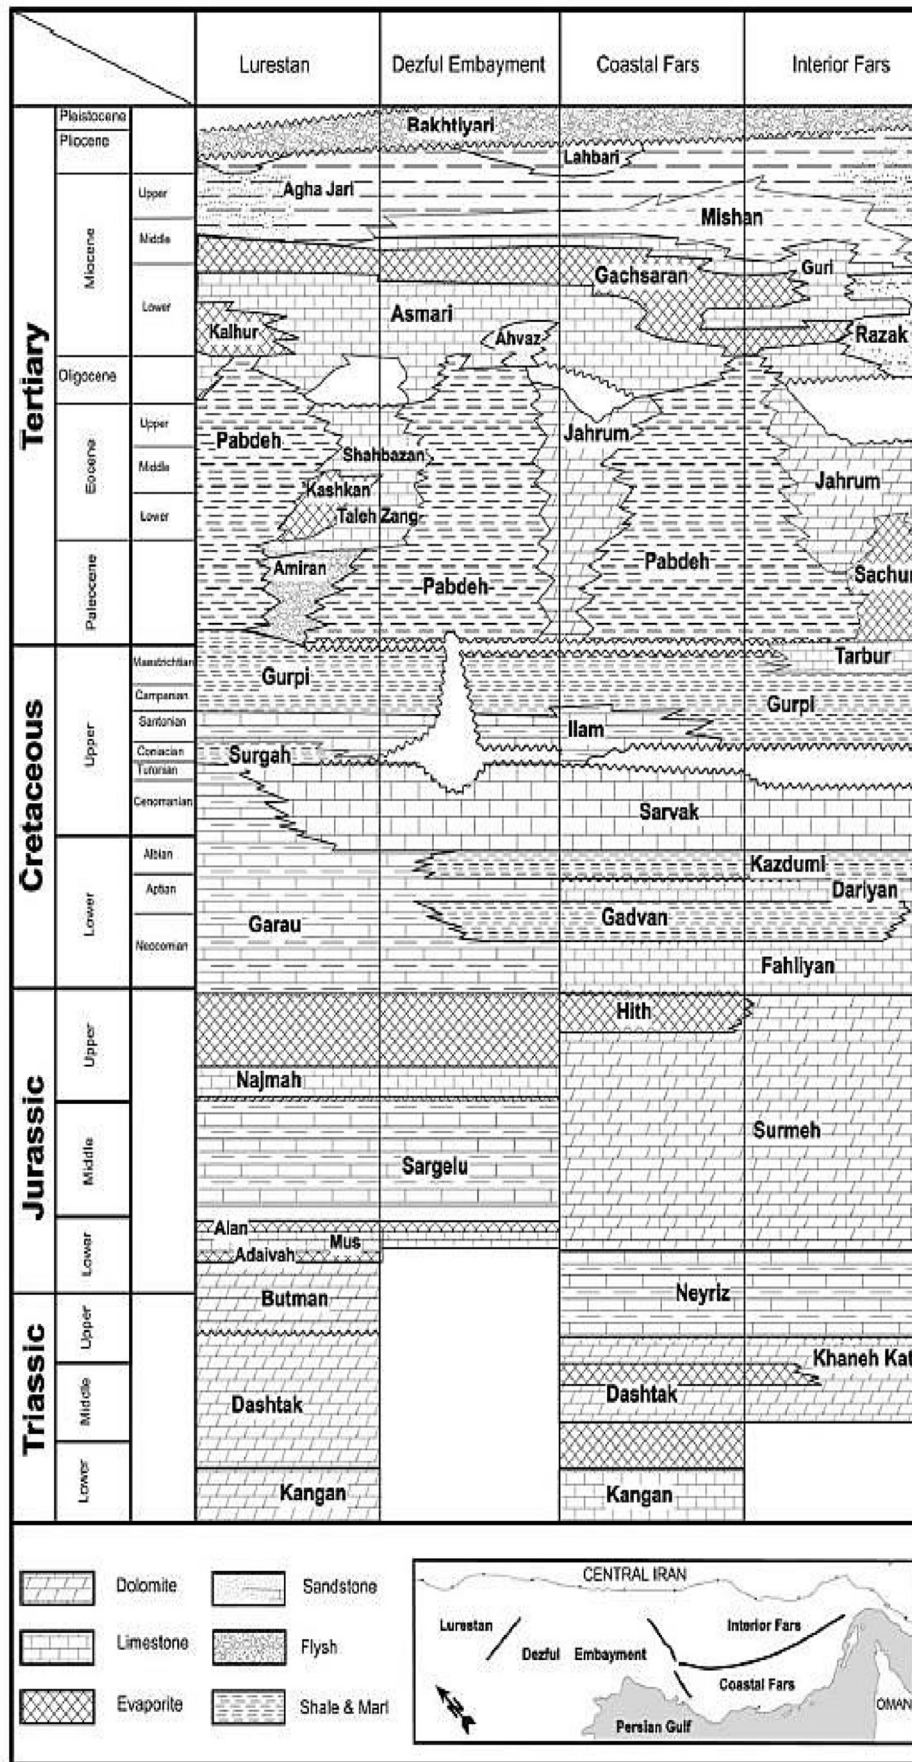 Lurestan
Dezful Embayment
Coastal Fars
Interior Fars
Tertiary
Pleistocene
Pliocene
Miocene
Upper
Middle
Lower
Oligocene
Eocene
Upper
Middle
Lower
Paleocene
Cretaceous
Upper
Maastrichtian
Campanian
Santonian
Coniacian
Turonian
Cenomanian
Lower
Albian
Aptian
Neocomian
Jurassic
Upper
Middle
Lower
Triassic
Upper
Middle
Lower
Bakhtiyari
Lahbari
Agha Jari
Mishan
Gachsaran
Guri
Asmari
Kalhur
Ahvaz
Razak
Pabdeh
Jahrum
Shahbazan
Kashkan
Taleh Zang
Jahrum
Amiran
Pabdeh
Pabdeh
Sachun
Gurpi
Tarbur
Gurpi
Ilam
Surgah
Sarvak
Kazdumi
Dariyan
Garau
Gadvan
Fahliyan
Hith
Najmah
Surmeh
Sargelu
Alan
Mus
Adaiyah
Butman
Neyriz
Khaneh Kat
Dashtak
Dashtak
Kangan
Kangan
Dolomite
Sandstone
Limestone
Flysh
Evaporite
Shale & Marl
CENTRAL IRAN
Lurestan
Interior Fars
Dezful Embayment
Coastal Fars
OMAN
Persian Gulf